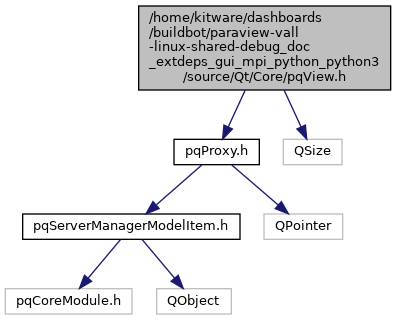 /home/kitware/dashboards
/buildbot/paraview-vall
-linux-shared-debug_doc
_extdeps_gui_mpi_python_python3
/source/Qt/Core/pqView.h
pqProxy.h
QSize
pqServerManagerModelItem.h
QPointer
pqCoreModule.h
QObject